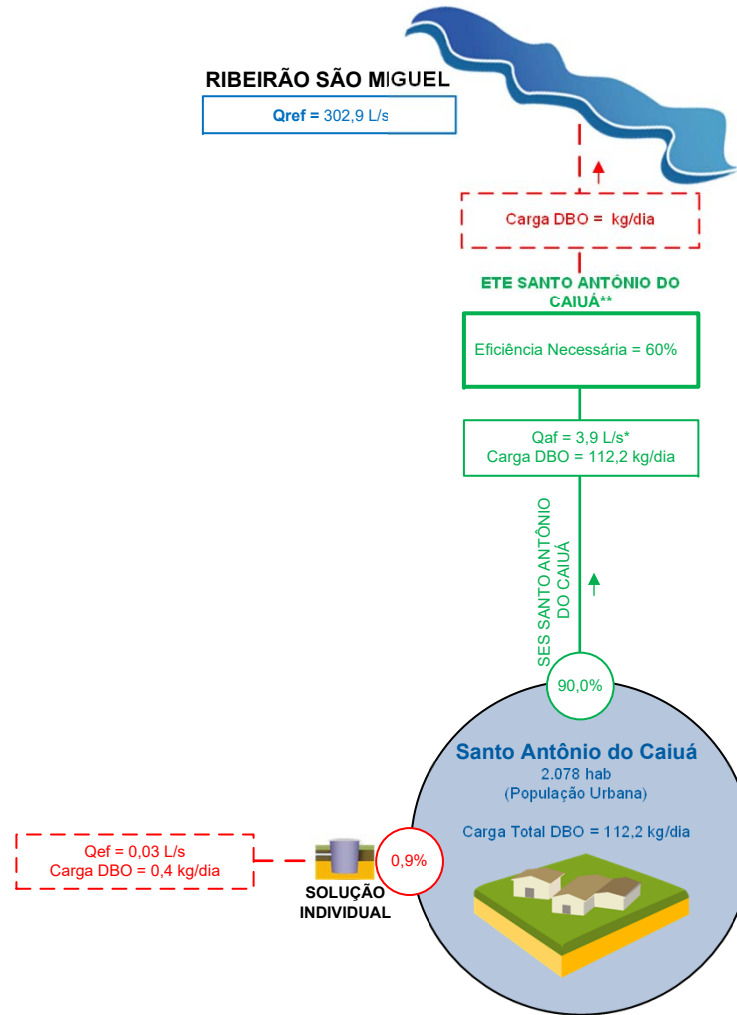 RIBEIRÃO SÃO MIGUEL
Qref = 302,9 L/s
Carga DBO = kg/dia
ETE SANTO ANTÔNIO DO
CAIUÁ**
Eficiência Necessária = 60%
Qaf = 3,9 L/s*
Carga DBO = 112,2 kg/dia
SES SANTO ANTÔNIO
DO CAIUÁ
90,0%
Santo Antônio do Caiuá
2.078 hab
(População Urbana)
Carga Total DBO = 112,2 kg/dia
Qef = 0,03 L/s
Carga DBO = 0,4 kg/dia
0,9%
SOLUÇÃO
INDIVIDUAL